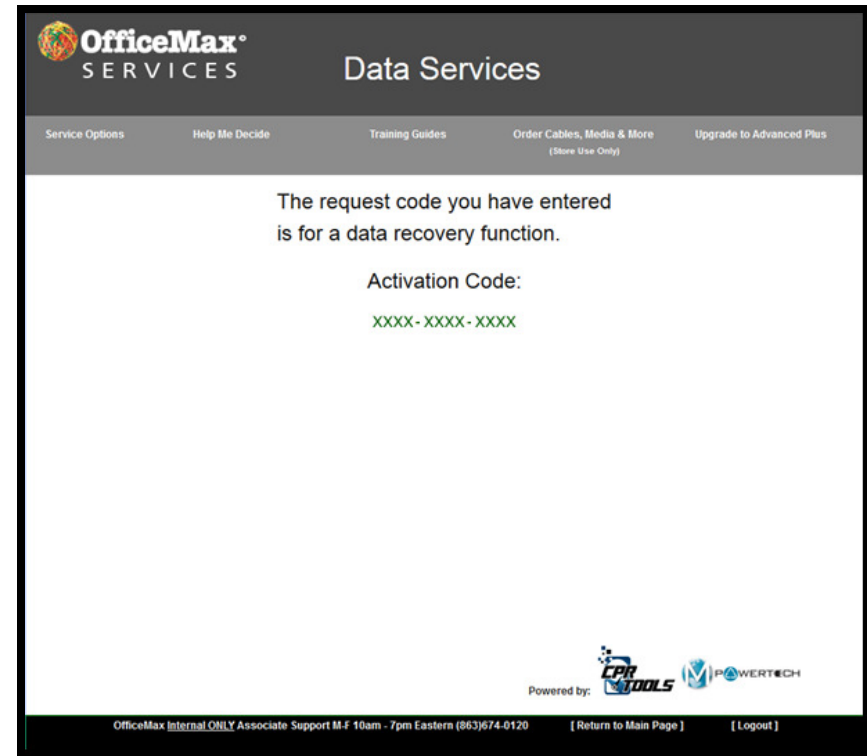 OfficeMax°
SERVICES
Data Services
Service Options Help Me Decide Training Guides Order Cables, Media & More Upgrade to Advanced Plus
(Store Use Only)
The request code you have entered
is for a data recovery function.
Activation Code:
XXXX-XXXX-XXXX
Powered by: CPR TOOLS M POWERTECH
OfficeMax Internal ONLY Associate Support M-F 10am - 7pm Eastern (863)674-0120 [ Return to Main Page ] [ Logout ]